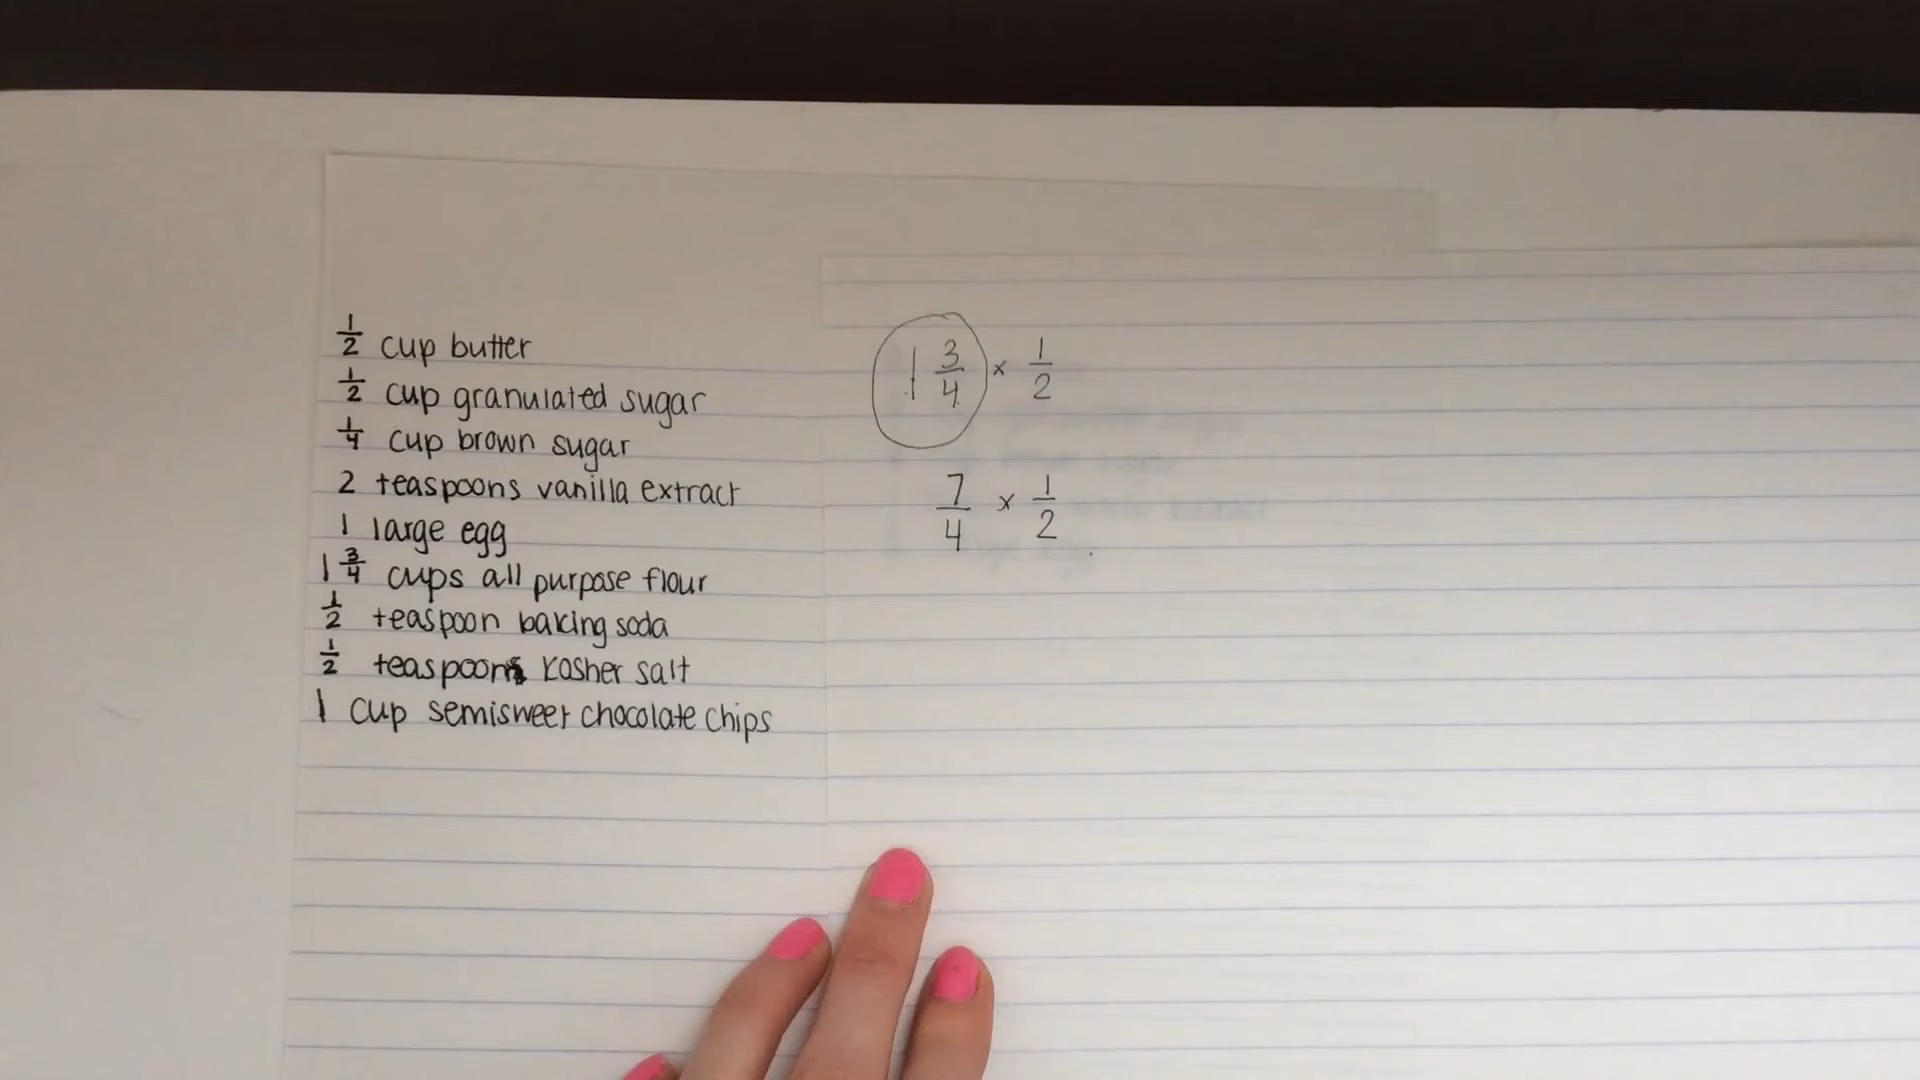 1/2 cup butter
1/2 cup granulated sugar
1/4 cup brown sugar
2 teaspoons vanilla extract
1 large egg
1 3/4 cups all purpose flour
1/2 teaspoon baking soda
1/2 teaspoon kosher salt
1 cup semisweet chocolate chips
1 3/4 x 1/2
7/4 x 1/2